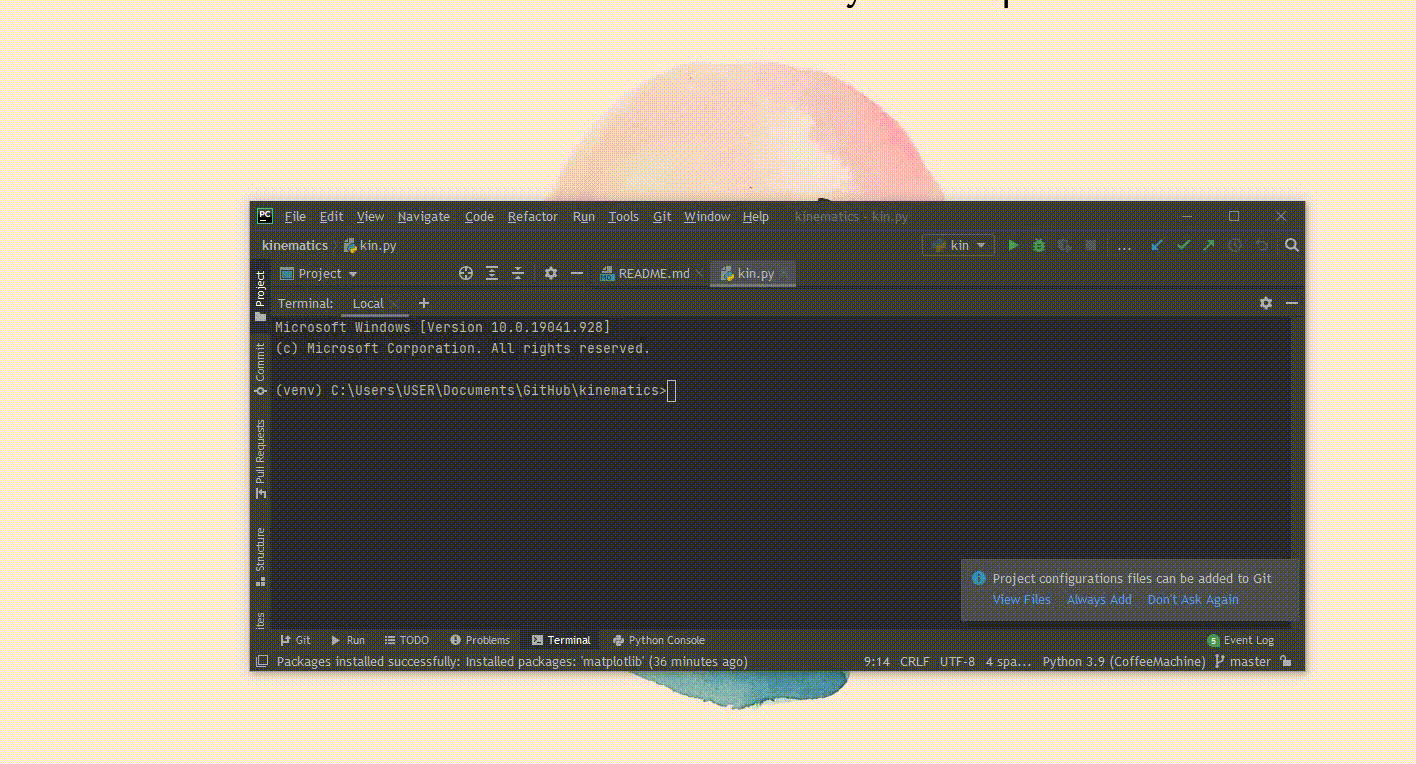 PC File Edit View Navigate Code Refactor Run Tools Git Window Help kinematics - kin.py
kinematics kin.py kin ...
Project README.md kin.py
Terminal: Local +
Microsoft Windows [Version 10.0.19041.928]
(c) Microsoft Corporation. All rights reserved.
(venv) C:\Users\USER\Documents\GitHub\kinematics>
Project
Commit
Pull Requests
Structure
ites
Project configurations files can be added to Git
View Files Always Add Don't Ask Again
Git Run TODO Problems Terminal Python Console 5 Event Log
Packages installed successfully: Installed packages: 'matplotlib' (36 minutes ago) 9:14 CRLF UTF-8 4 spa... Python 3.9 (CoffeeMachine) master